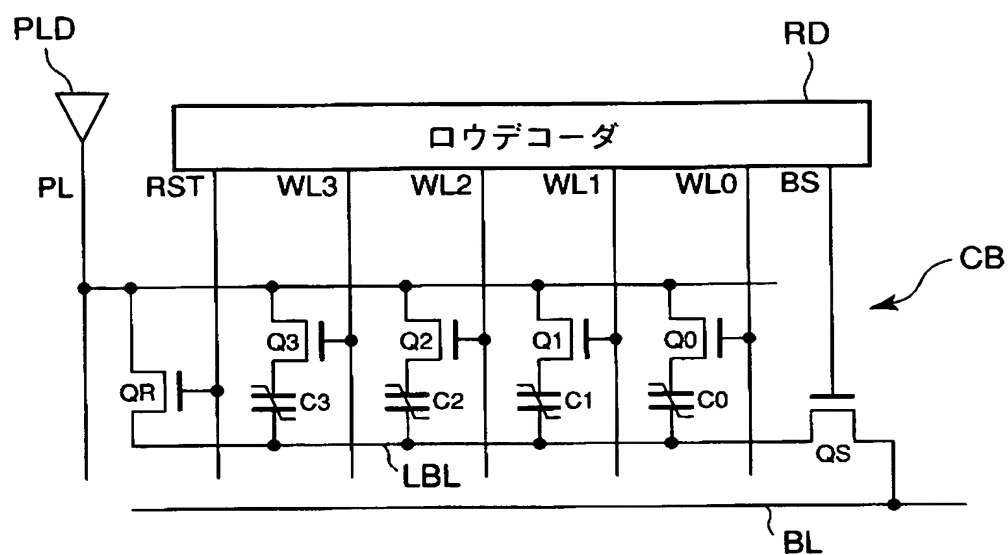 PLD
RD
ロウデコーダ
PL RST WL3 WL2 WL1 WL0 BS
CB
Q3 Q2 Q1 Q0
QR C3 C2 C1 C0
QS
LBL
BL